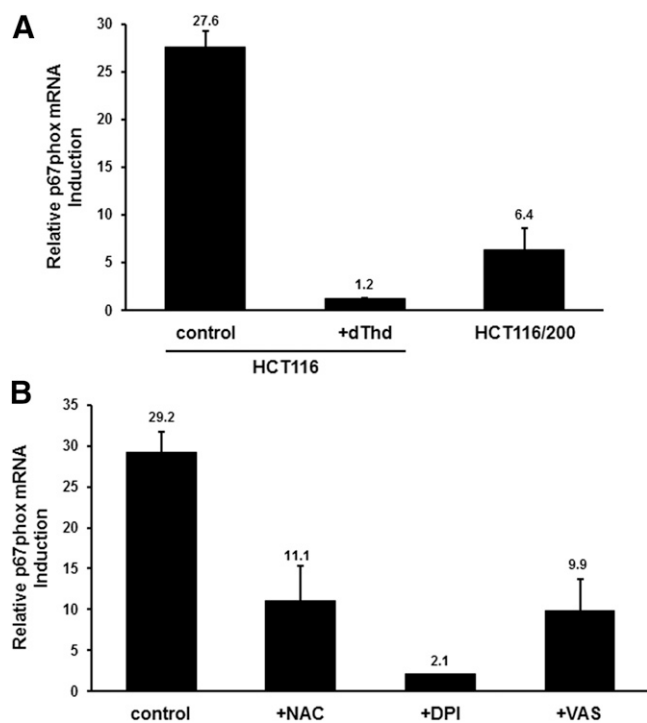 A
Relative p67phox mRNA
Induction
30
25
20
15
10
5
0
27.6
1.2
6.4
control
+dThd
HCT116/200
HCT116
B
Relative p67phox mRNA
Induction
35
30
25
20
15
10
5
0
29.2
11.1
2.1
9.9
control
+NAC
+DPI
+VAS